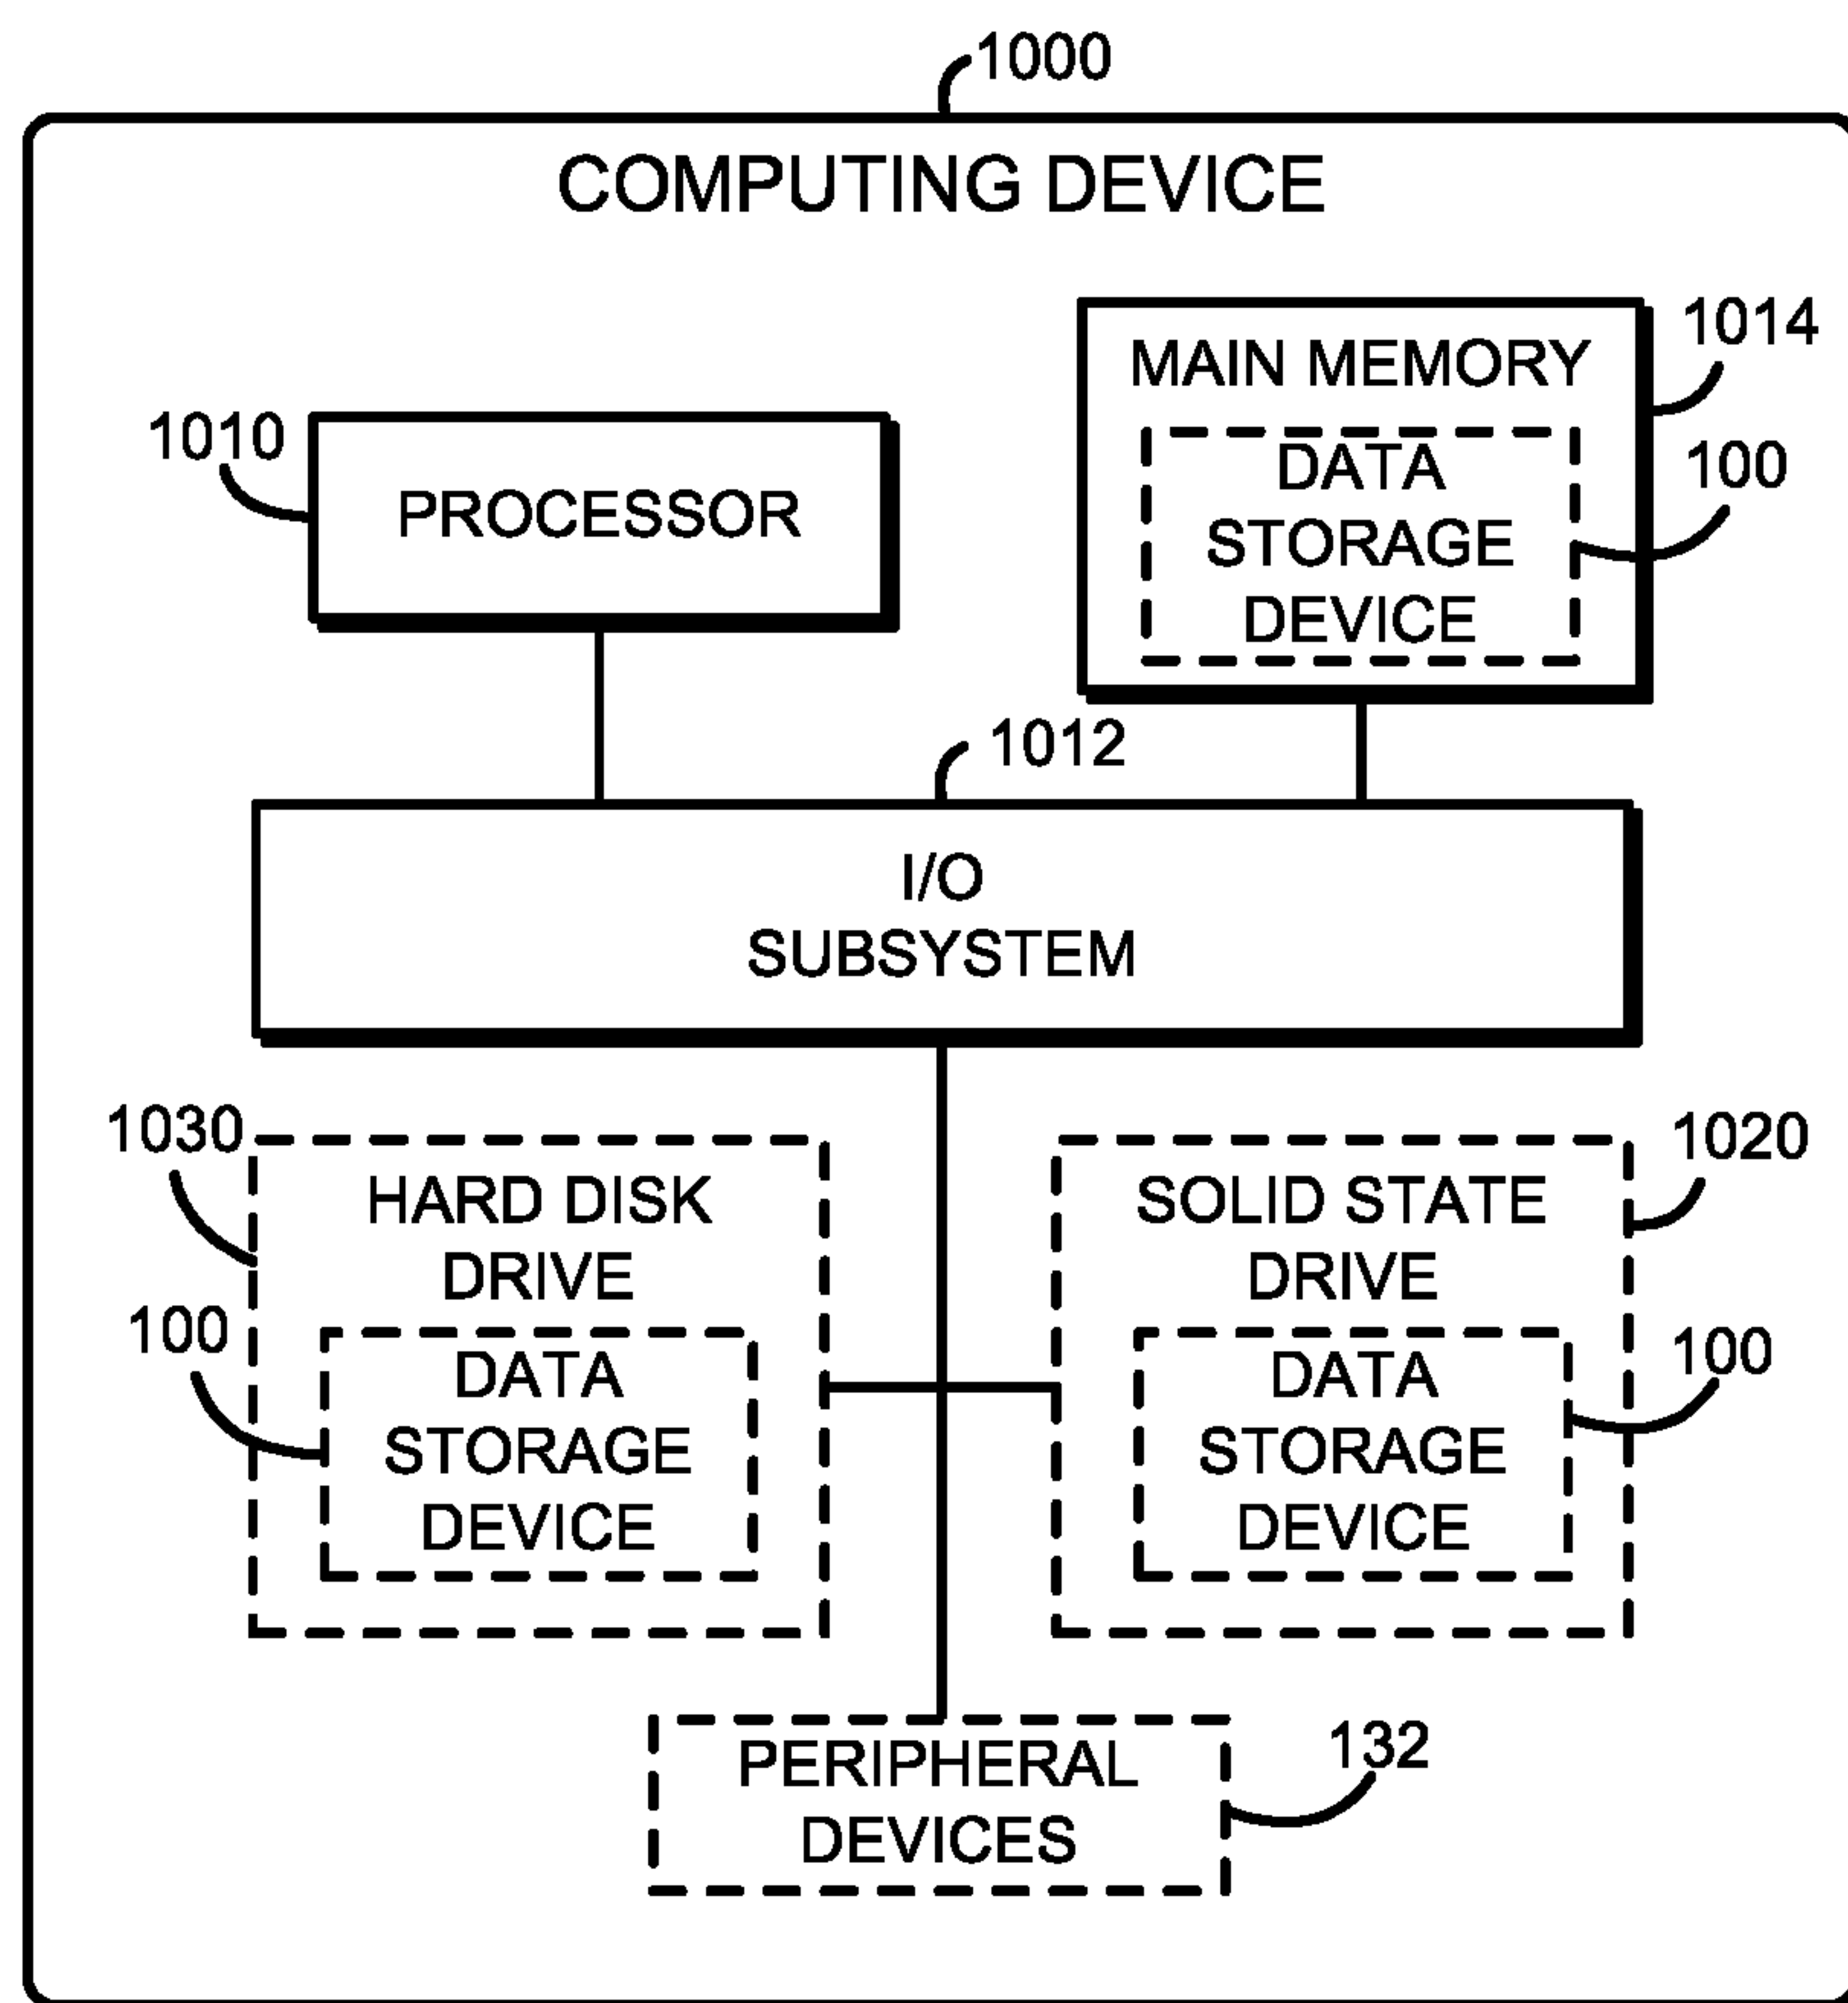 1000
COMPUTING DEVICE
1014
MAIN MEMORY
1010
100
DATA
STORAGE
DEVICE
PROCESSOR
1012
I/O
SUBSYSTEM
1030
1020
HARD DISK
DRIVE
SOLID STATE
DRIVE
100
DATA
STORAGE
DEVICE
100
DATA
STORAGE
DEVICE
132
PERIPHERAL
DEVICES